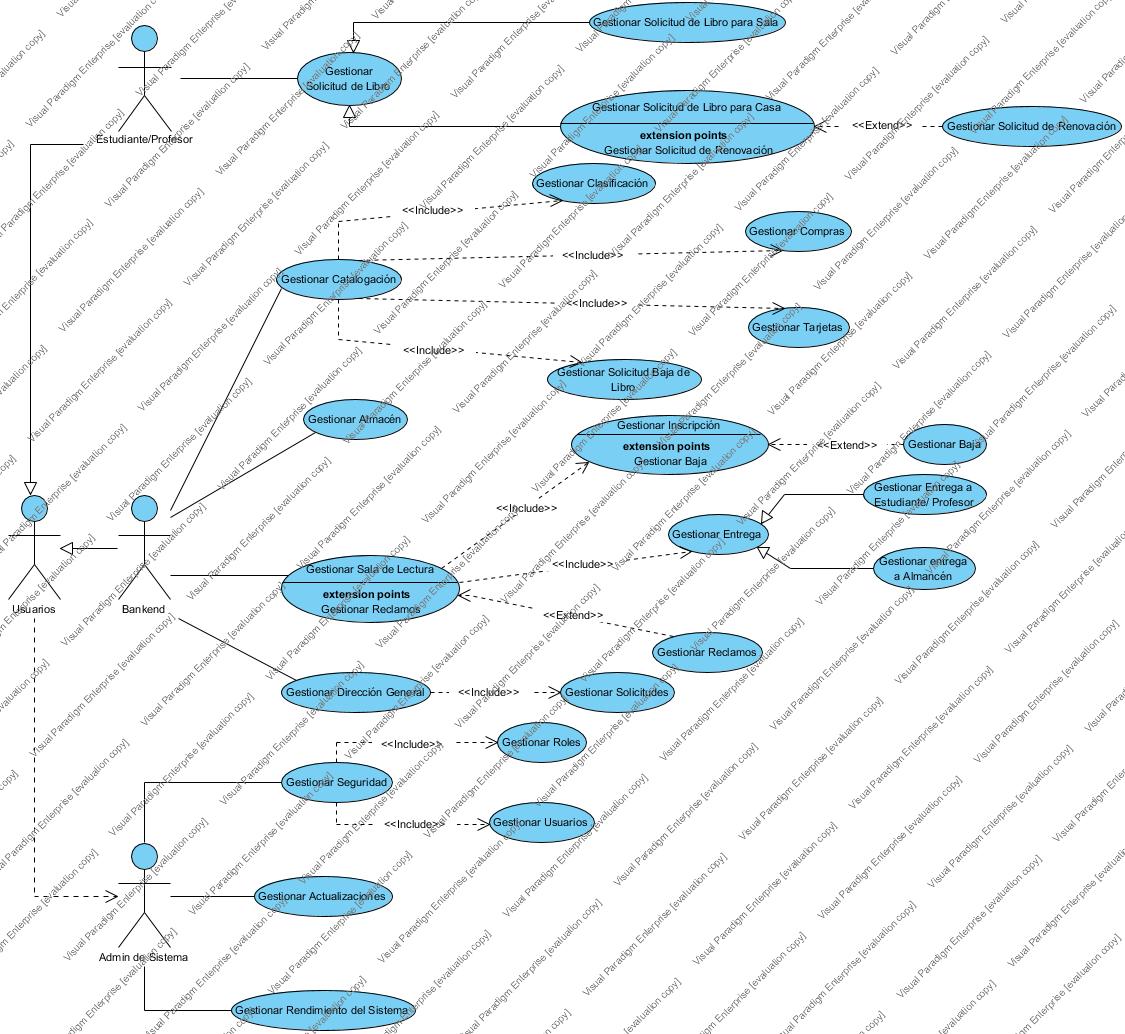 Gestionar Solicitud de Libro para Sala
Gestionar
Solicitud de Libro
Estudiante/Profesor
Gestionar Solicitud de Libro para Casa
extension points
Gestionar Solicitud de Renovación
<<Extend>>
Gestionar Solicitud de Renovación
Gestionar Clasificación
<<Include>>
Gestionar Compras
<<Include>>
Gestionar Catalogación
<<Include>>
Gestionar Tarjetas
<<Include>>
Gestionar Solicitud Baja de
Libro
Gestionar Almacén
Gestionar Inscripción
extension points
Gestionar Baja
<<Extend>>
Gestionar Baja
Gestionar Entrega a
Estudiante/ Profesor
<<Include>>
Gestionar Entrega
Gestionar entrega
a Almancén
<<Include>>
Gestionar Sala de Lectura
extension points
Gestionar Reclamos
Usuarios
Bankend
<<Extend>>
Gestionar Reclamos
Gestionar Dirección General
<<Include>>
Gestionar Solicitudes
Gestionar Roles
<<Include>>
Gestionar Seguridad
<<Include>>
Gestionar Usuarios
Gestionar Actualizaciones
Admin de Sistema
Gestionar Rendimiento del Sistema
Visual Paradigm Enterprise [evaluation copy]